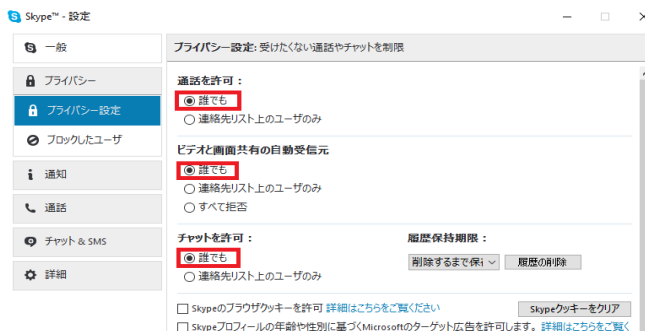 Skype™ - 設定
一般
プライバシー
プライバシー設定
ブロックしたユーザ
通知
通話
チャット & SMS
詳細
プライバシー設定: 受けたくない通話やチャットを制限
通話を許可：
誰でも
連絡先リスト上のユーザのみ
ビデオと画面共有の自動受信元
誰でも
連絡先リスト上のユーザのみ
すべて拒否
チャットを許可： 履歴保持期限：
誰でも 削除するまで保 履歴の削除
連絡先リスト上のユーザのみ
Skypeのブラウザクッキーを許可 詳細はこちらをご覧ください Skypeクッキーをクリア
Skypeプロフィールの年齢や性別に基づくMicrosoftのターゲット広告を許可します。 詳細はこちらをご覧く